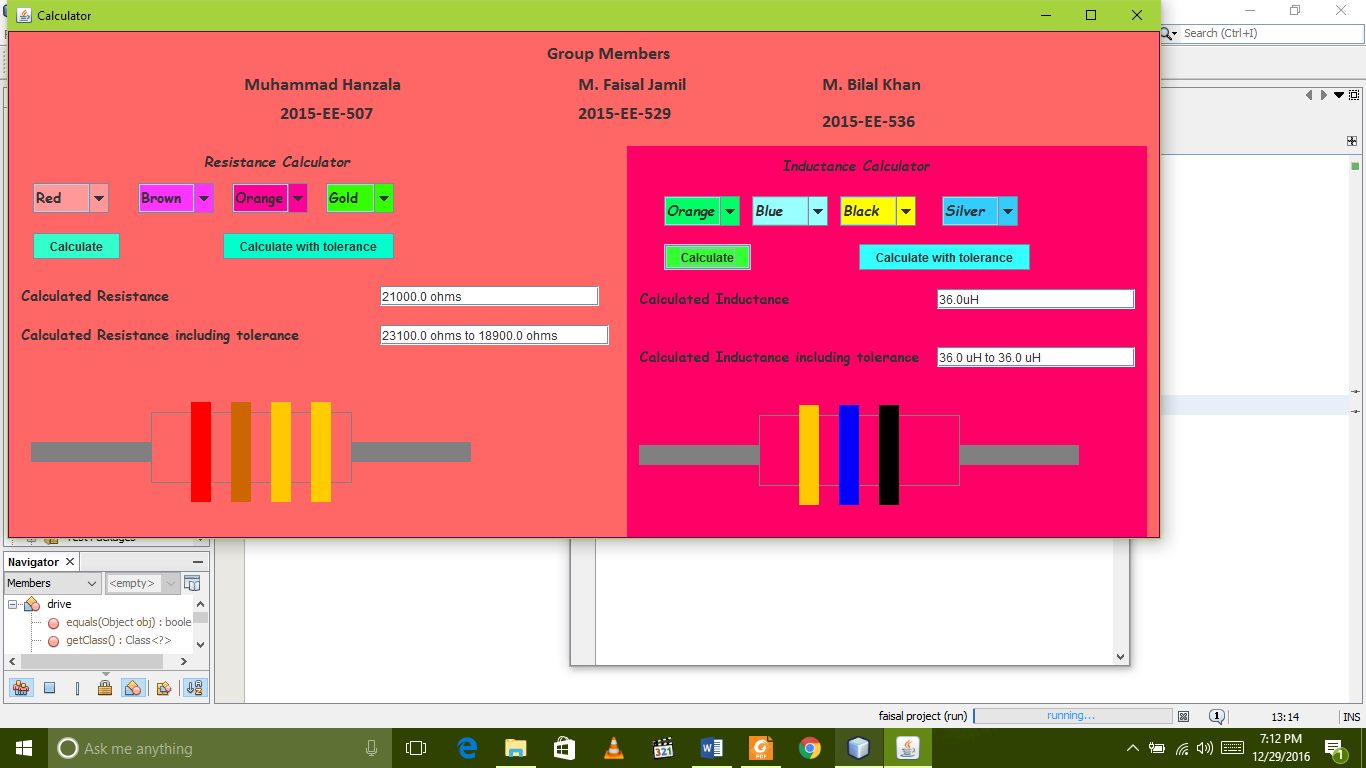 Calculator
Search (Ctrl+I)
Group Members
Muhammad Hanzala M. Faisal Jamil M. Bilal Khan
2015-EE-507 2015-EE-529 2015-EE-536
Resistance Calculator
Red Brown Orange Gold
Calculate Calculate with tolerance
Calculated Resistance 21000.0 ohms
Calculated Resistance including tolerance 23100.0 ohms to 18900.0 ohms
Inductance Calculator
Orange Blue Black Silver
Calculate Calculate with tolerance
Calculated Inductance 36.0uH
Calculated Inductance including tolerance 36.0 uH to 36.0 uH
Navigator
Members <empty>
drive
equals(Object obj) : boole
getClass() : Class<?>
faisal project (run) running... 1 13:14 INS
Ask me anything
321
PDF
7:12 PM
12/29/2016
1